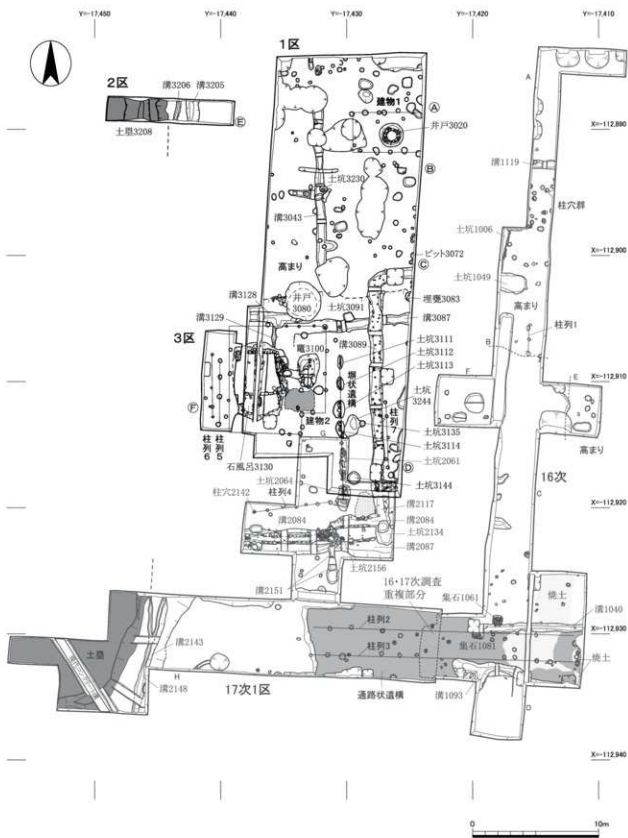 Y=-17,450
Y=-17,440
Y=-17,430
Y=-17,420
Y=-17,410
1区
2区
溝3206
溝3205
土塁3208
E
建物1
A
井戸3020
B
土坑3230
溝3043
ピット3072
C
高まり
井戸3080
土坑3091
埋甕3083
溝3087
溝3128
溝3129
3区
竈3100
溝3089
土坑3111
土坑3112
土坑3113
土坑3244
塀状遺構
建物2
柱列7
F
柱列6
柱列5
石風呂3130
G
D
土坑3135
土坑3114
土坑2061
土坑3144
土坑2064
柱列4
柱穴2142
溝2084
溝2117
溝2084
土坑2134
溝2087
土坑2156
溝2151
16・17次調査
重複部分
集石1061
A
X=-112,890
溝1119
柱穴群
土坑1006
X=-112,900
土坑1049
高まり
柱列1
B
X=-112,910
F
E
高まり
16次
X=-112,920
焼土
溝1040
X=-112,930
焼土
土塁
溝2143
溝2148
H
17次1区
柱列2
柱列3
通路状遺構
集石1081
溝1093
D
X=-112,940
0
10m